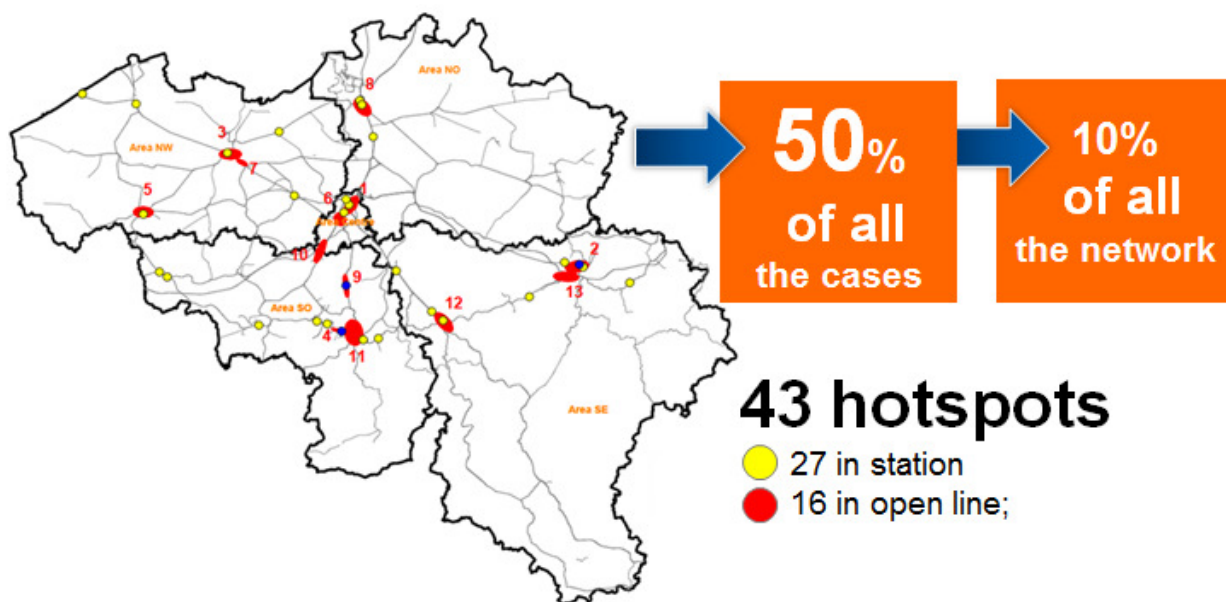 Area NO
8
3
Area NW
7
5
6
1
10
2
9
13
12
Area SO
4
11
Area SE
50%
of all
the cases
10%
of all
the network
43 hotspots
27 in station
16 in open line;